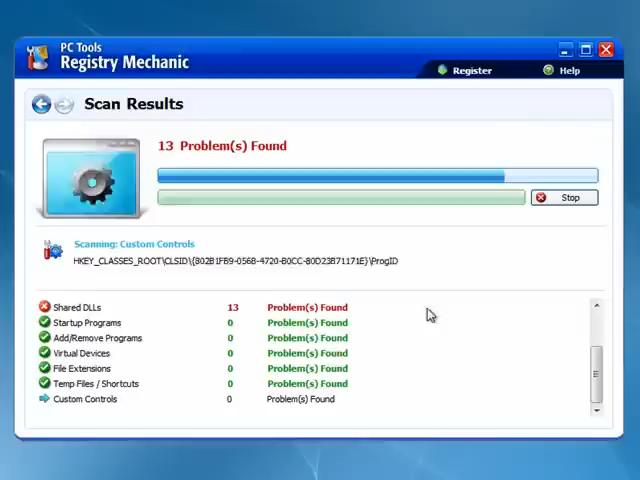 PC Tools
Registry Mechanic
Register
Help
Scan Results
13 Problem(s) Found
Stop
Scanning: Custom Controls
HKEY_CLASSES_ROOT\CLSID\{802B1FB9-056B-4720-B0CC-80D23B71171E}\ProgID
Shared DLLs 13 Problem(s) Found
Startup Programs 0 Problem(s) Found
Add/Remove Programs 0 Problem(s) Found
Virtual Devices 0 Problem(s) Found
File Extensions 0 Problem(s) Found
Temp Files / Shortcuts 0 Problem(s) Found
Custom Controls 0 Problem(s) Found